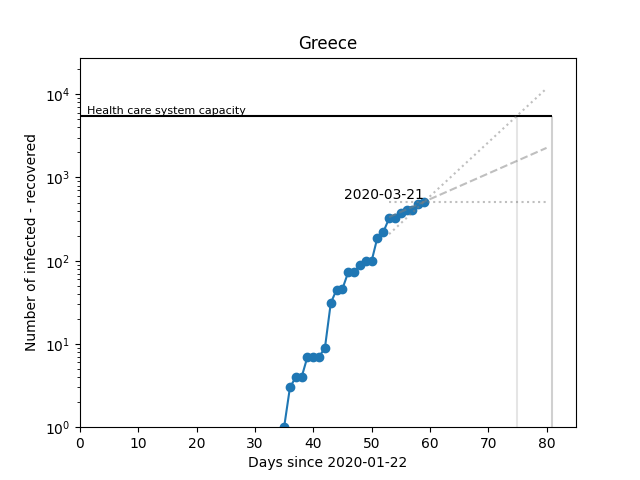 Greece
Number of infected - recovered
10⁴
10³
10²
10¹
10⁰
Health care system capacity
2020-03-21
0 10 20 30 40 50 60 70 80
Days since 2020-01-22